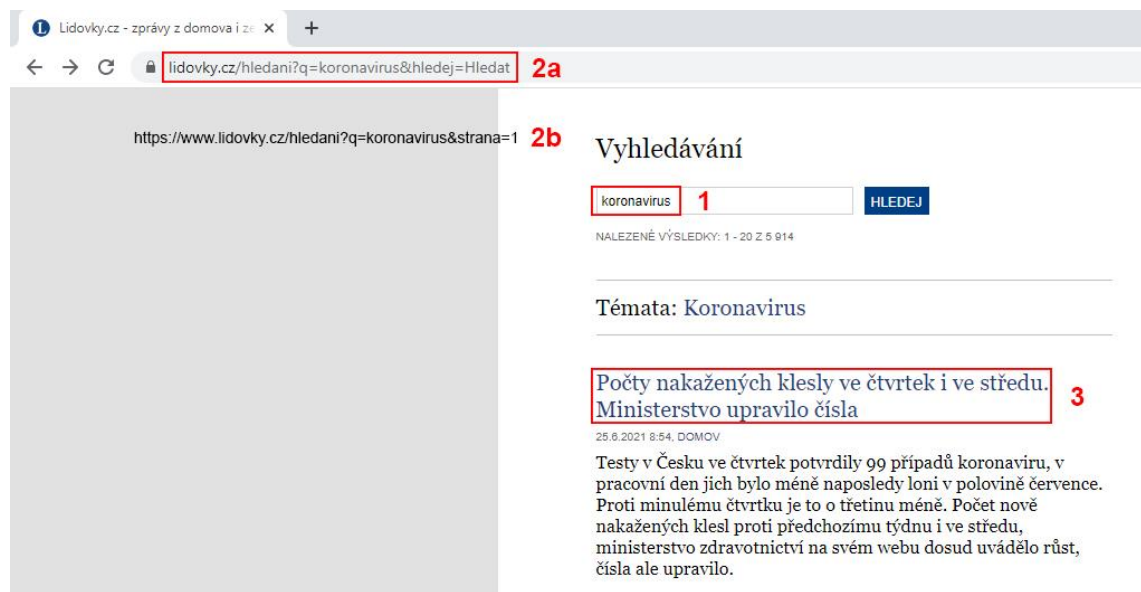 Lidovky.cz - zprávy z domova i ze
lidovky.cz/hledani?q=koronavirus&hledej=Hledat 2a
https://www.lidovky.cz/hledani?q=koronavirus&strana=1 2b
Vyhledávání
koronavirus 1 HLEDEJ
NALEZENÉ VÝSLEDKY: 1 - 20 Z 5 914
Témata: Koronavirus
Počty nakažených klesly ve čtvrtek i ve středu.
Ministerstvo upravilo čísla 3
25.6.2021 8:54, DOMOV
Testy v Česku ve čtvrtek potvrdily 99 případů koronaviru, v
pracovní den jich bylo méně naposledy loni v polovině července.
Proti minulému čtvrtku je to o třetinu méně. Počet nově
nakažených klesl proti předchozímu týdnu i ve středu,
ministerstvo zdravotnictví na svém webu dosud uvádělo růst,
čísla ale upravilo.